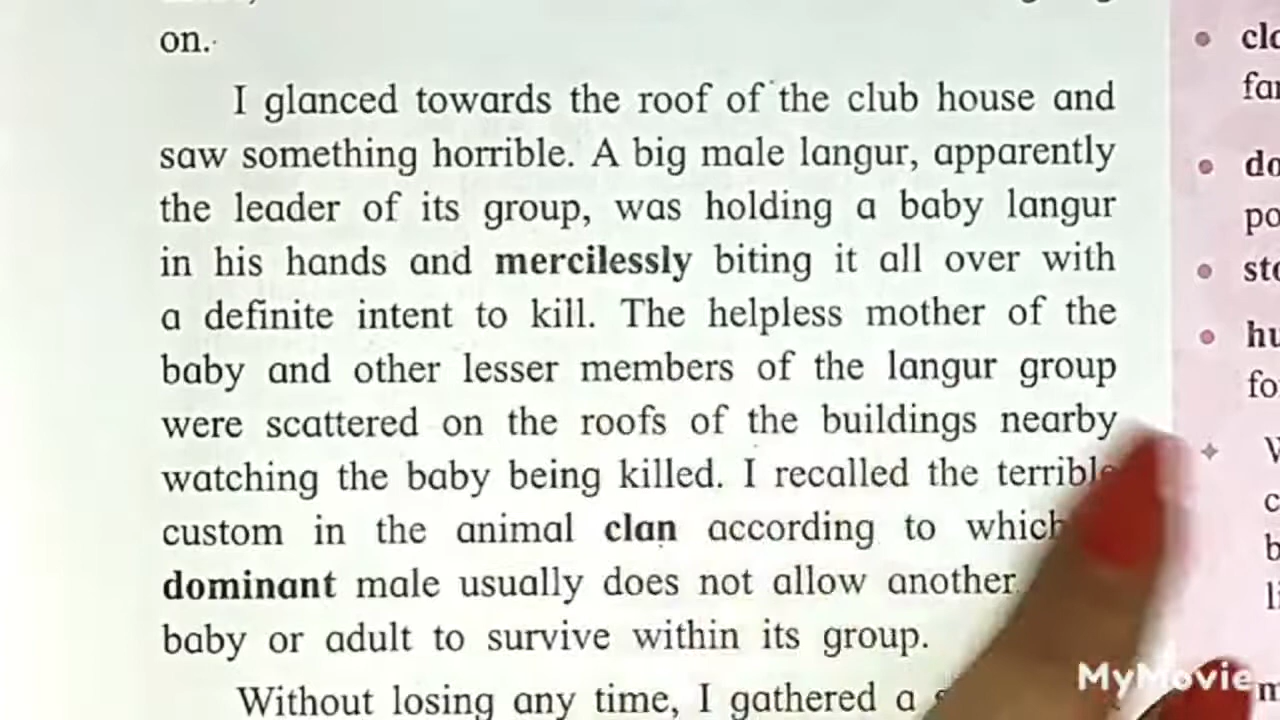 on.
I glanced towards the roof of the club house and
saw something horrible. A big male langur, apparently
the leader of its group, was holding a baby langur
in his hands and mercilessly biting it all over with
a definite intent to kill. The helpless mother of the
baby and other lesser members of the langur group
were scattered on the roofs of the buildings nearby
watching the baby being killed. I recalled the terrible
custom in the animal clan according to which
dominant male usually does not allow another
baby or adult to survive within its group.
Without losing any time, I gathered a
MyMovie